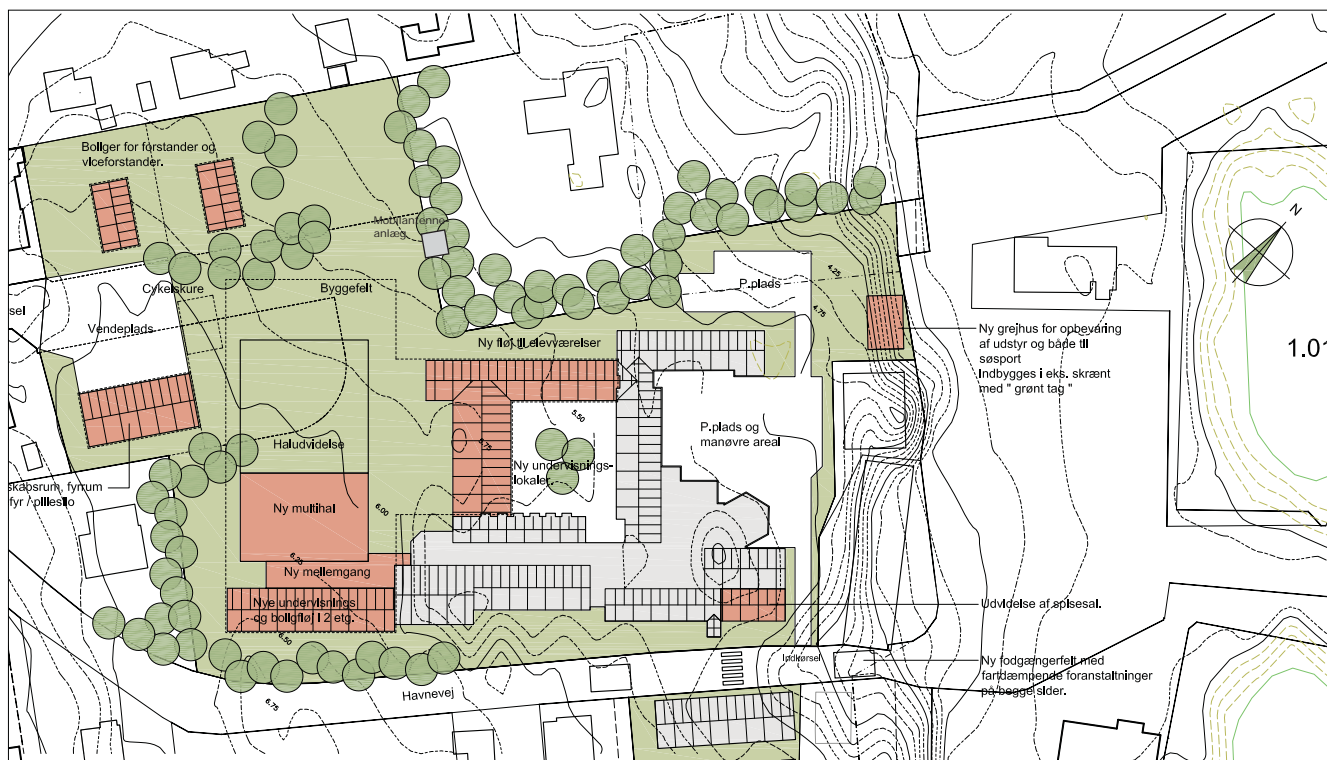 Boliger for forstander og
viceforstander.
N
Mobilantenne
anlæg
4.25
P.plads
Cykelskure
Byggefelt
sel
Vendeplads
4.75
Ny fløj til elevværelser
Ny grejhus for opbevaring
af udstyr og både til
søsport
Indbygges i eks. skrænt
med " grønt tag "
1.01
5.50
P.plads og
manøvre areal
5.75
Haludvidelse
Ny undervisnings-
lokaler.
skabsrum, fyrrum
fyr / pillesilo
Ny multihal
6.00
6.25
Ny mellemgang
Nye undervisnings
og boligfløj i 2 etg.
Udvidelse af spisesal.
6.50
Indkørsel
Ny fodgængerfelt med
fartdæmpende foranstaltninger
på begge sider.
Havnevej
6.75